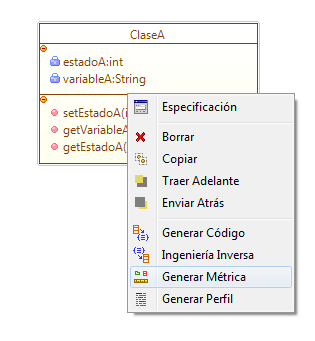 ClaseA
estadoA:int
variableA:String
setEstadoA(
getVariableA
getEstadoA(
Especificación
Borrar
Copiar
Traer Adelante
Enviar Atrás
Generar Código
Ingeniería Inversa
Generar Métrica
Generar Perfil